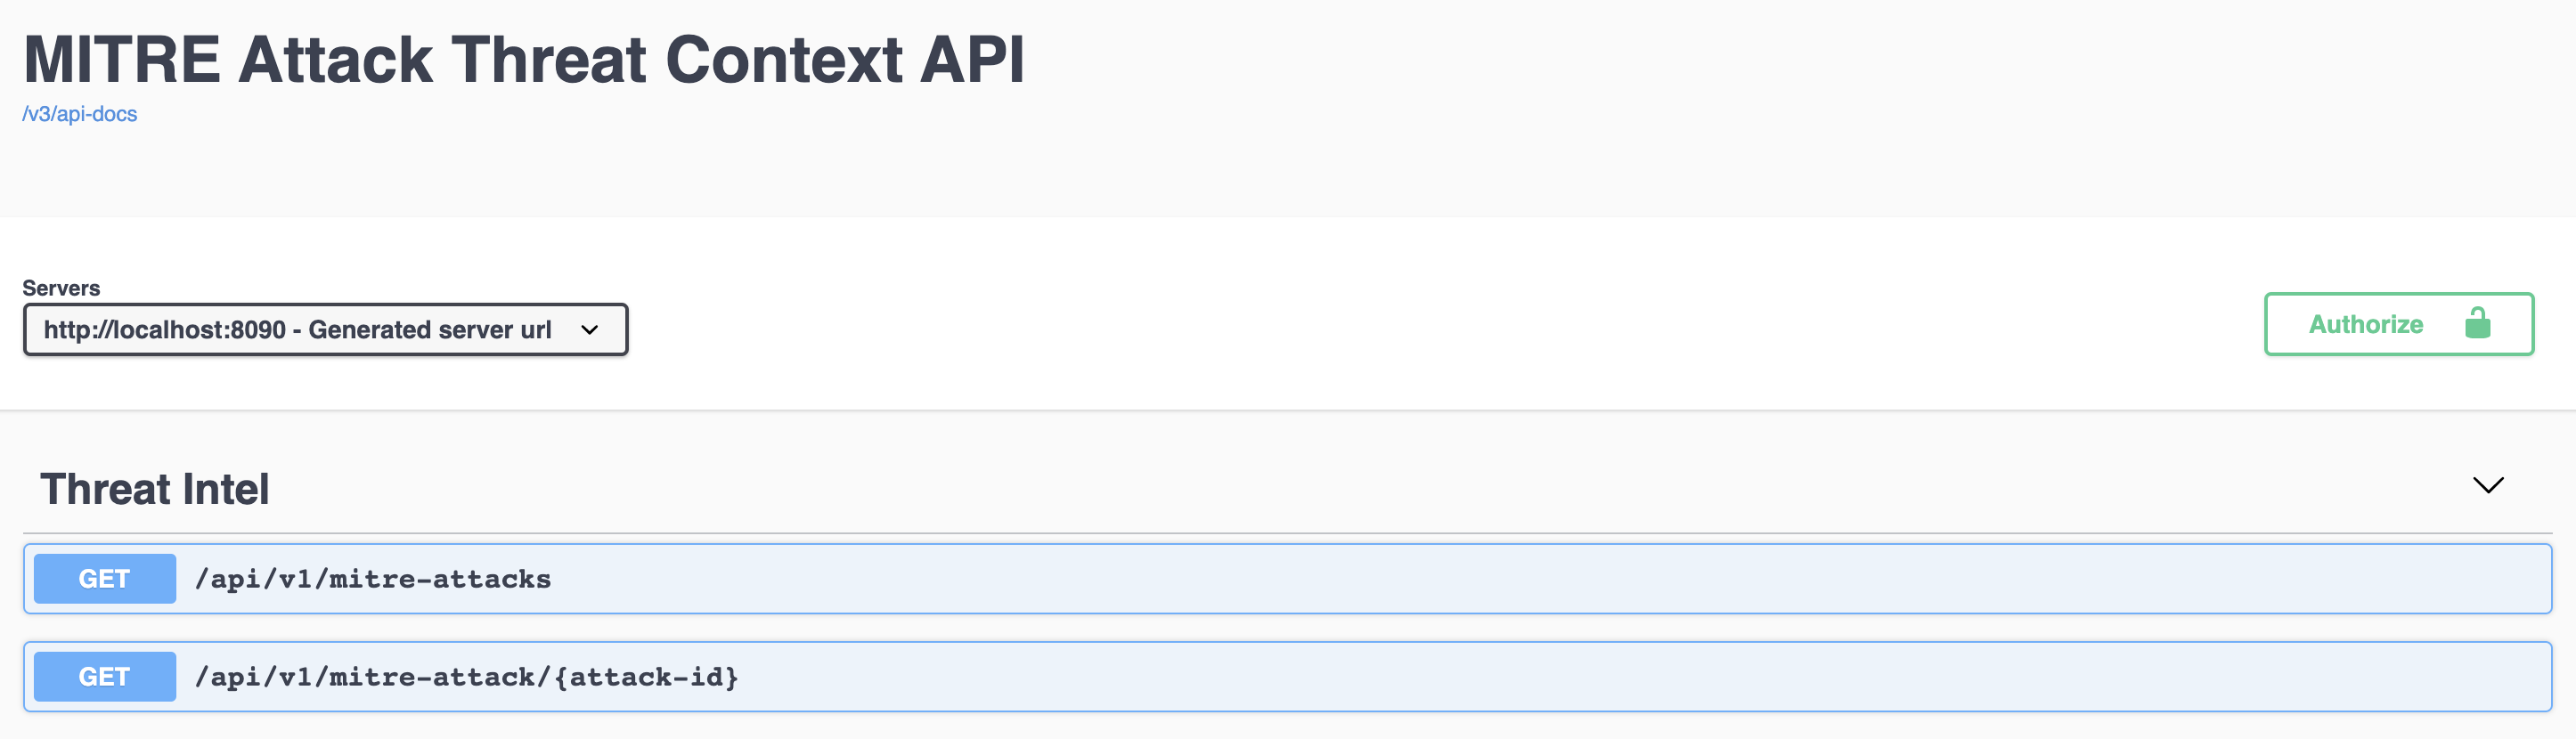 MITRE Attack Threat Context API
/v3/api-docs
Servers
http://localhost:8090 - Generated server url
Authorize
Threat Intel
GET /api/v1/mitre-attacks
GET /api/v1/mitre-attack/{attack-id}